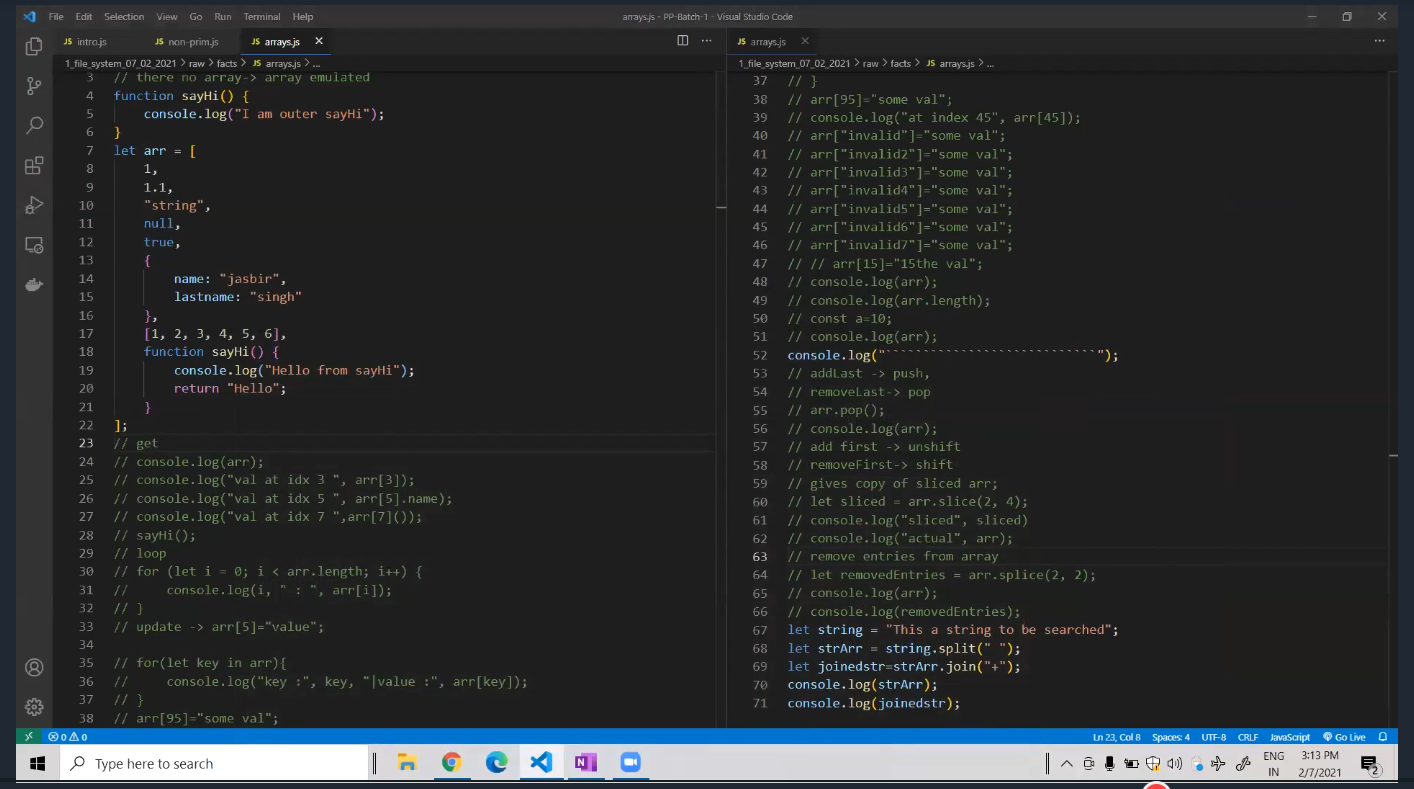 File Edit Selection View Go Run Terminal Help
arrays.js - PP-Batch-1 - Visual Studio Code
JS intro.js JS non-prim.js JS arrays.js
1_file_system_07_02_2021 > raw > facts > JS arrays.js > ...
3 // there no array-> array emulated
4 function sayHi() {
5 console.log("I am outer sayHi");
6 }
7 let arr = [
8 1,
9 1.1,
10 "string",
11 null,
12 true,
13 {
14 name: "jasbir",
15 lastname: "singh"
16 },
17 [1, 2, 3, 4, 5, 6],
18 function sayHi() {
19 console.log("Hello from sayHi");
20 return "Hello";
21 }
22 ];
23 // get
24 // console.log(arr);
25 // console.log("val at idx 3 ", arr[3]);
26 // console.log("val at idx 5 ", arr[5].name);
27 // console.log("val at idx 7 ",arr[7]());
28 // sayHi();
29 // loop
30 // for (let i = 0; i < arr.length; i++) {
31 // console.log(i, " : ", arr[i]);
32 // }
33 // update -> arr[5]="value";
34
35 // for(let key in arr){
36 // console.log("key :", key, "|value :", arr[key]);
37 // }
38 // arr[95]="some val";
JS arrays.js
1_file_system_07_02_2021 > raw > facts > JS arrays.js > ...
37 // }
38 // arr[95]="some val";
39 // console.log("at index 45", arr[45]);
40 // arr["invalid"]="some val";
41 // arr["invalid2"]="some val";
42 // arr["invalid3"]="some val";
43 // arr["invalid4"]="some val";
44 // arr["invalid5"]="some val";
45 // arr["invalid6"]="some val";
46 // arr["invalid7"]="some val";
47 // // arr[15]="15the val";
48 // console.log(arr);
49 // console.log(arr.length);
50 // const a=10;
51 // console.log(arr);
52 console.log("````````````````````````````");
53 // addLast -> push,
54 // removeLast-> pop
55 // arr.pop();
56 // console.log(arr);
57 // add first -> unshift
58 // removeFirst-> shift
59 // gives copy of sliced arr;
60 // let sliced = arr.slice(2, 4);
61 // console.log("sliced", sliced)
62 // console.log("actual", arr);
63 // remove entries from array
64 // let removedEntries = arr.splice(2, 2);
65 // console.log(arr);
66 // console.log(removedEntries);
67 let string = "This a string to be searched";
68 let strArr = string.split(" ");
69 let joinedstr=strArr.join("+");
70 console.log(strArr);
71 console.log(joinedstr);
0 0 Ln 23, Col 8 Spaces: 4 UTF-8 CRLF JavaScript Go Live
Type here to search
ENG
IN
3:13 PM
2/7/2021
2